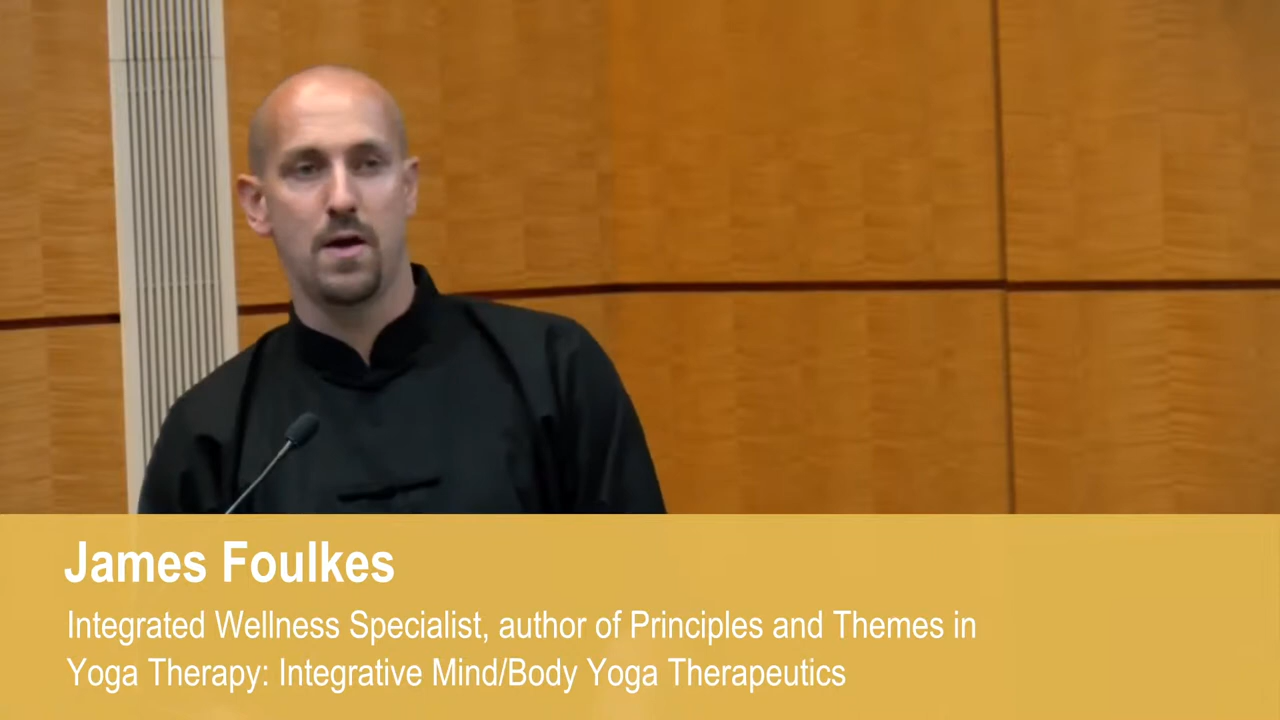 James Foulkes
Integrated Wellness Specialist, author of Principles and Themes in
Yoga Therapy: Integrative Mind/Body Yoga Therapeutics